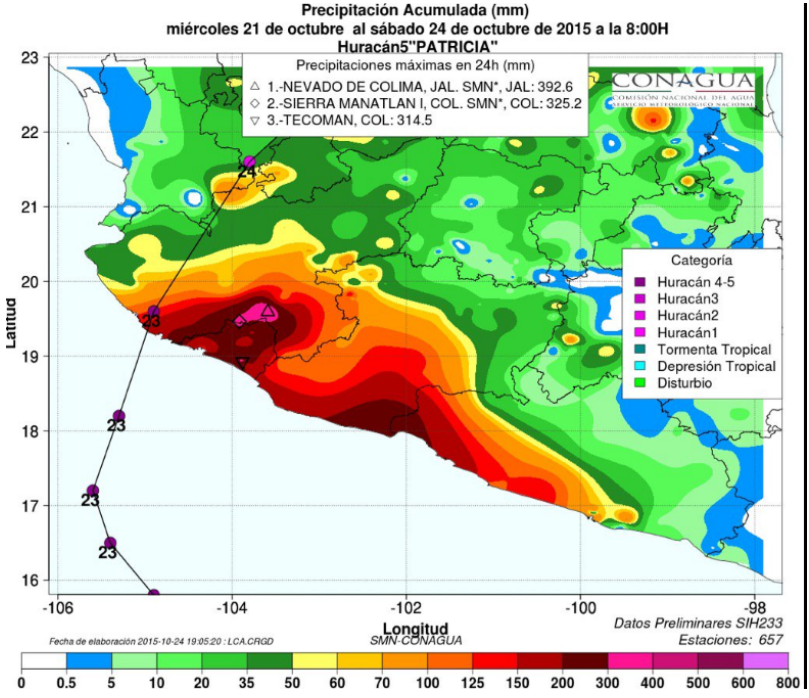 Precipitación Acumulada (mm)
miércoles 21 de octubre al sábado 24 de octubre de 2015 a la 8:00H
Huracán5"PATRICIA"
Precipitaciones máximas en 24h (mm)
1.-NEVADO DE COLIMA, JAL. SMN*, JAL: 392.6
2.-SIERRA MANATLAN I, COL. SMN*, COL: 325.2
3.-TECOMAN, COL: 314.5
CONAGUA
COMISIÓN NACIONAL DEL AGUA
SERVICIO METEOROLÓGICO NACIONAL
23
22
21
20
19
18
17
16
Latitud
24
23
23
23
23
Categoría
Huracán 4-5
Huracán3
Huracán2
Huracán1
Tormenta Tropical
Depresión Tropical
Disturbio
-106
-104
-102
-100
-98
Longitud
Datos Preliminares SIH233
Fecha de elaboración 2015-10-24 19:05:20 : LCA.CRGD
SMN-CONAGUA
Estaciones: 657
0 0.5 5 10 20 35 50 60 70 100 125 150 200 300 400 500 600 800